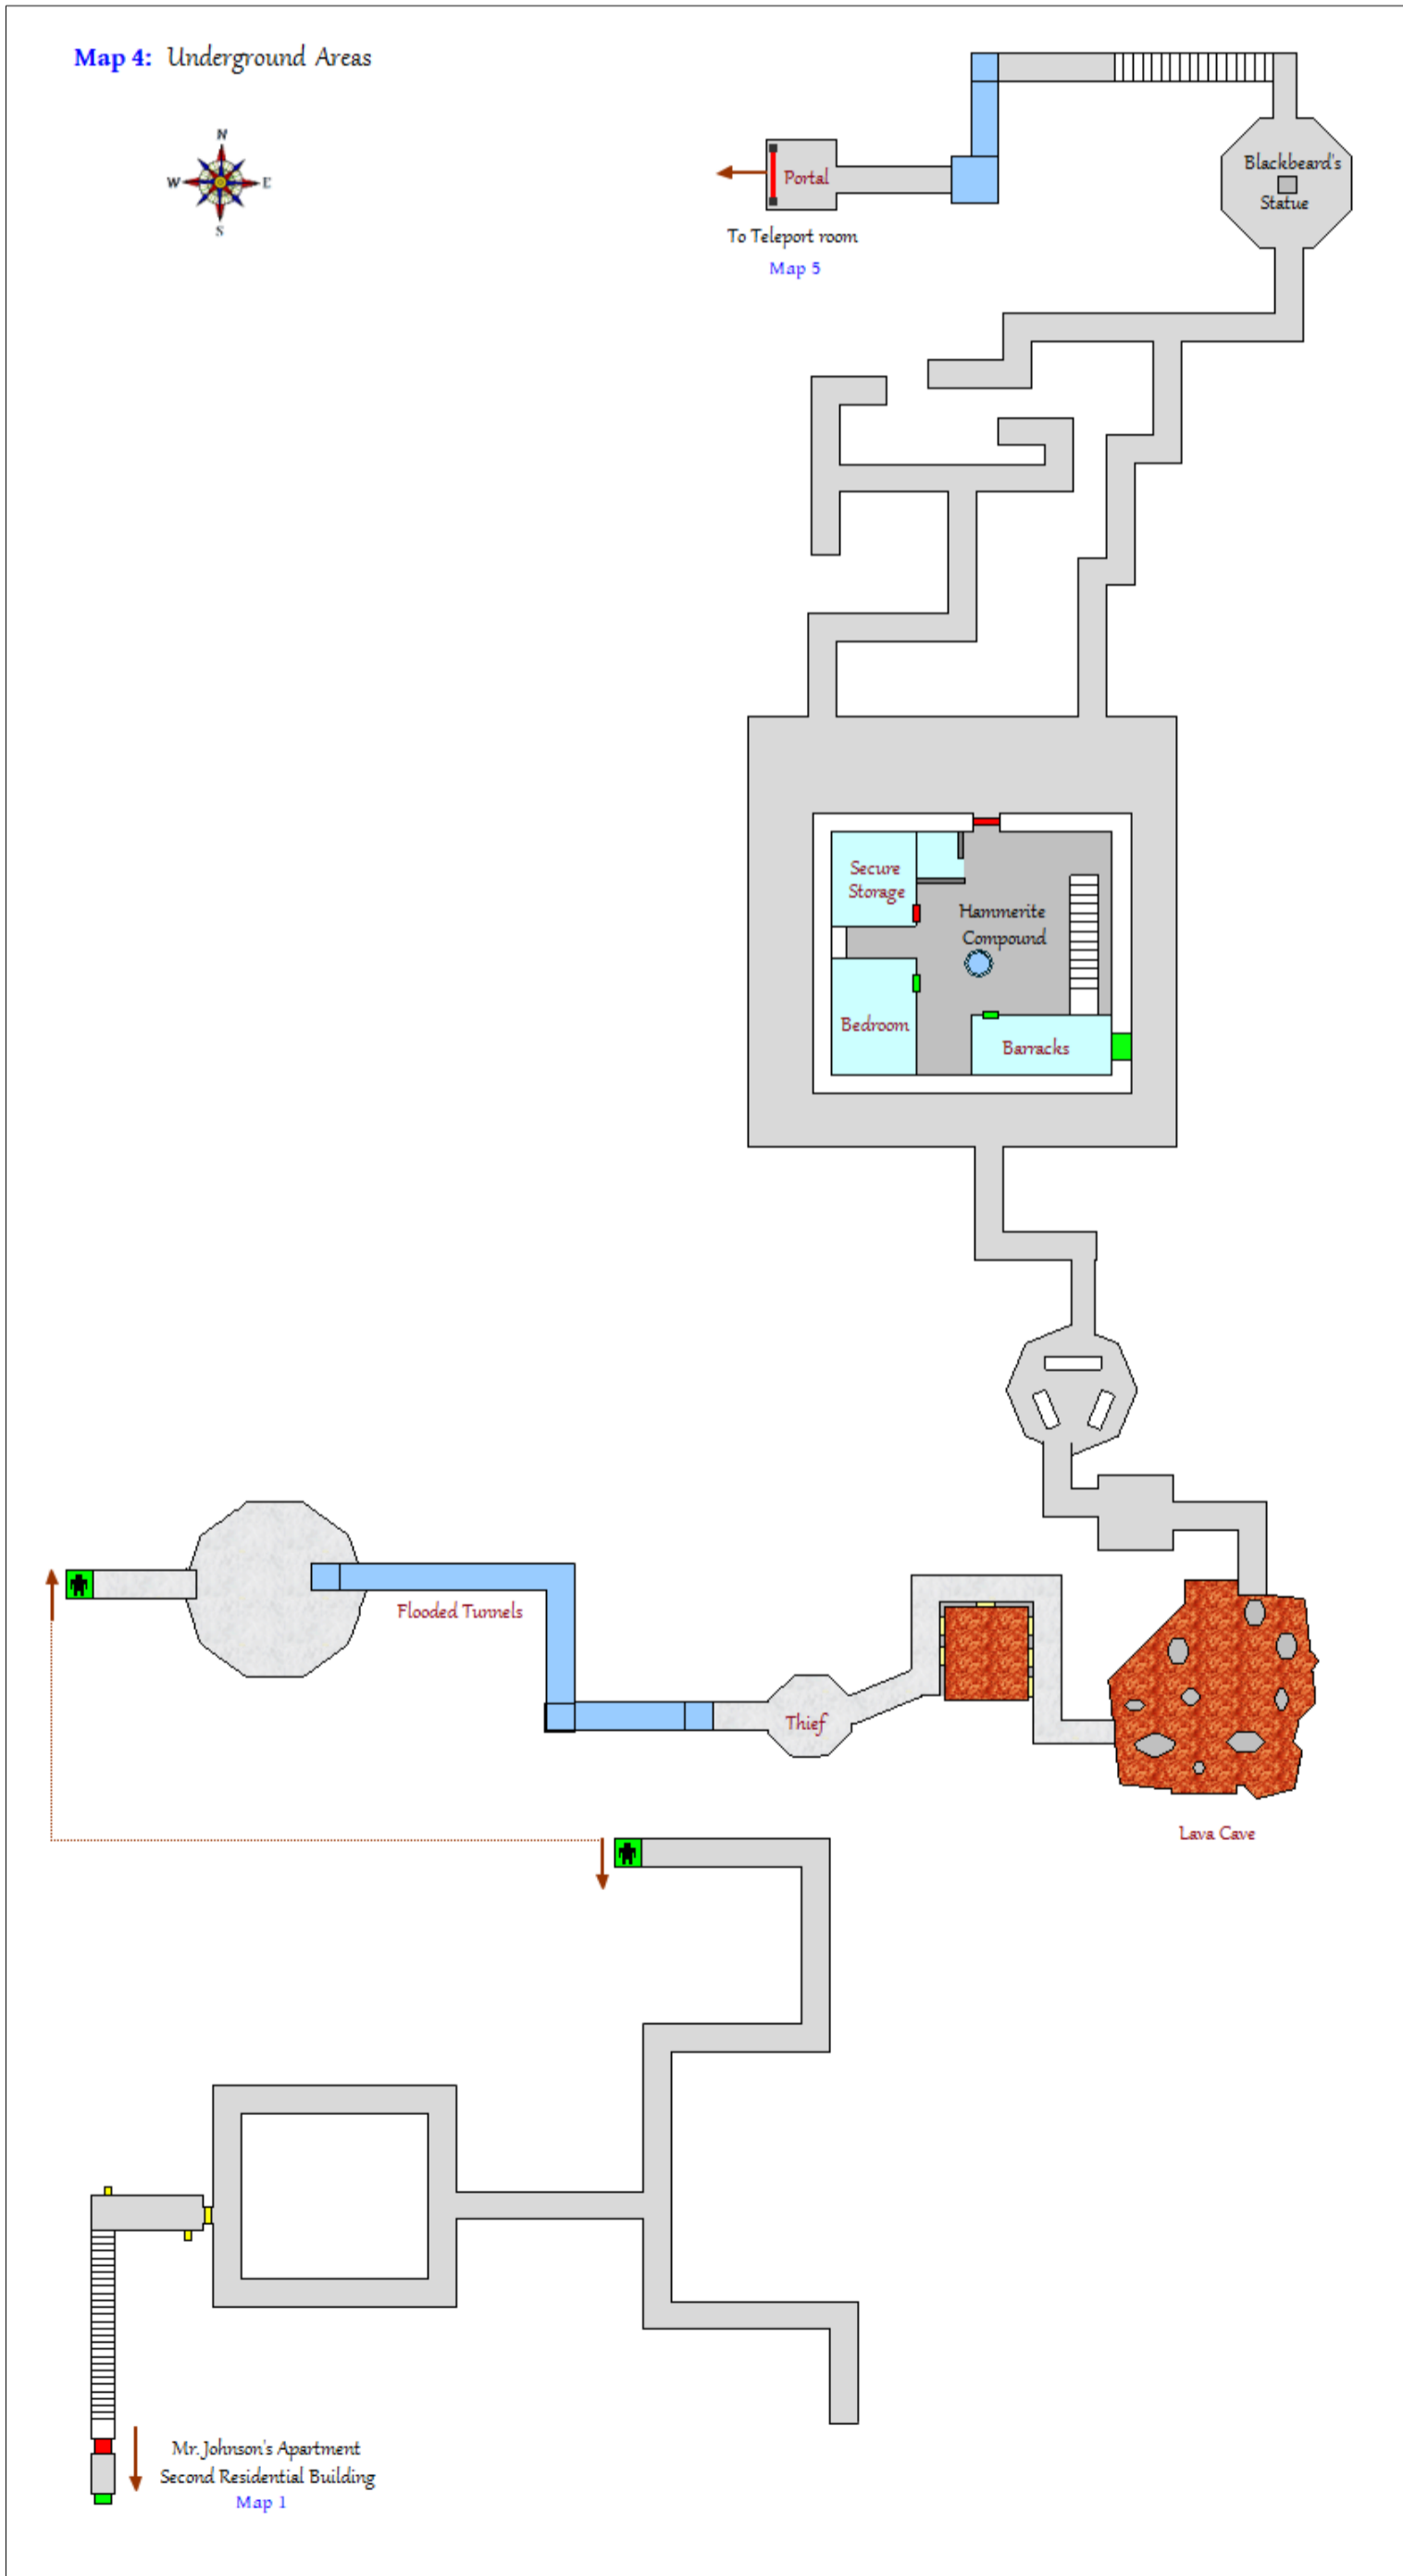 Map 4: Underground Areas
N
W E
S
Blackbeard's
Statue
Portal
To Teleport room
Map 5
Secure
Storage
Hammerite
Compound
Bedroom
Barracks
Flooded Tunnels
Thief
Lava Cave
Mr. Johnson's Apartment
Second Residential Building
Map 1